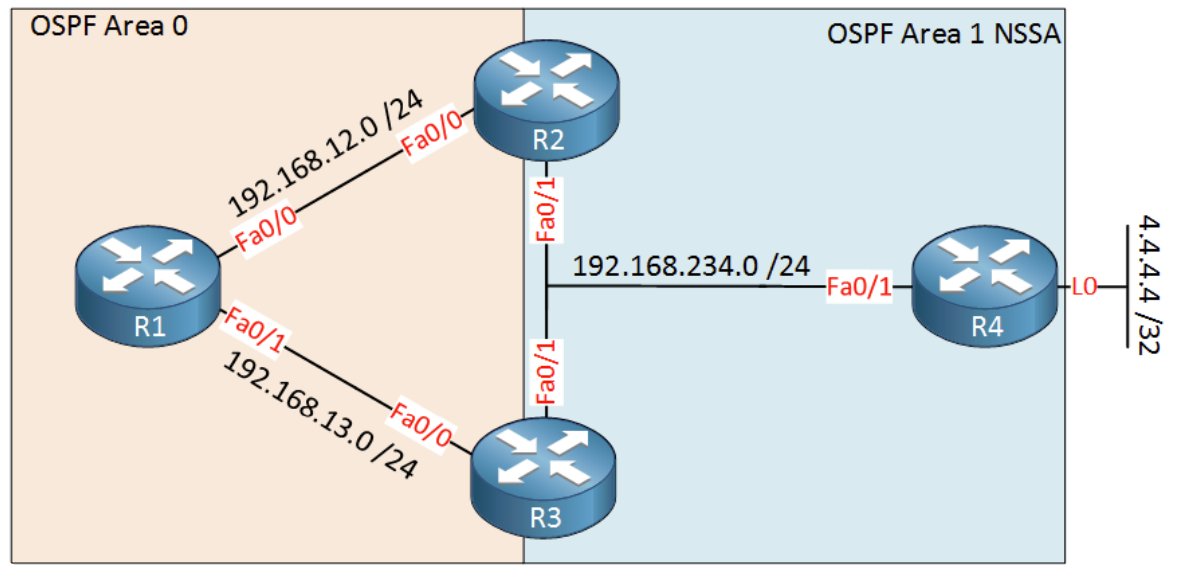 OSPF Area 0
OSPF Area 1 NSSA
192.168.12.0 /24
Fa0/0
R2
Fa0/0
Fa0/1
R1
192.168.234.0 /24
Fa0/1
L0
4.4.4.4 /32
R4
Fa0/1
Fa0/1
192.168.13.0 /24
Fa0/0
R3